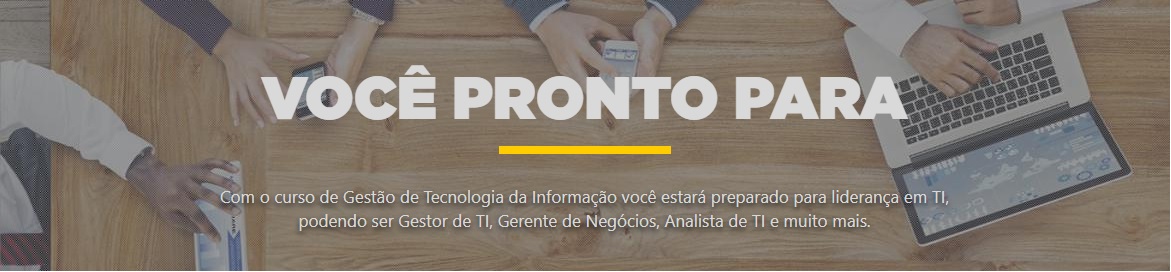 VOCÊ PRONTO PARA
Com o curso de Gestão de Tecnologia da Informação você estará preparado para liderança em TI,
podendo ser Gestor de TI, Gerente de Negócios, Analista de TI e muito mais.